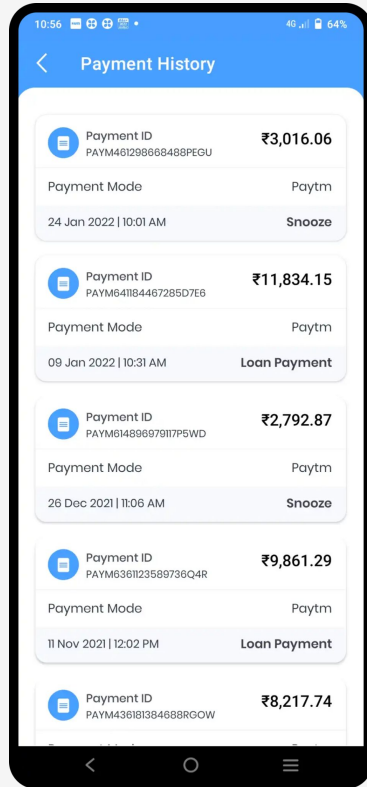 10:56 4G 64%
Payment History
Payment ID ₹3,016.06
PAYM461298668488PEGU
Payment Mode Paytm
24 Jan 2022 | 10:01 AM Snooze
Payment ID ₹11,834.15
PAYM641184467285D7E6
Payment Mode Paytm
09 Jan 2022 | 10:31 AM Loan Payment
Payment ID ₹2,792.87
PAYM614896979117P5WD
Payment Mode Paytm
26 Dec 2021 | 11:06 AM Snooze
Payment ID ₹9,861.29
PAYM6361123589736Q4R
Payment Mode Paytm
11 Nov 2021 | 12:02 PM Loan Payment
Payment ID ₹8,217.74
PAYM436181384688RGOW